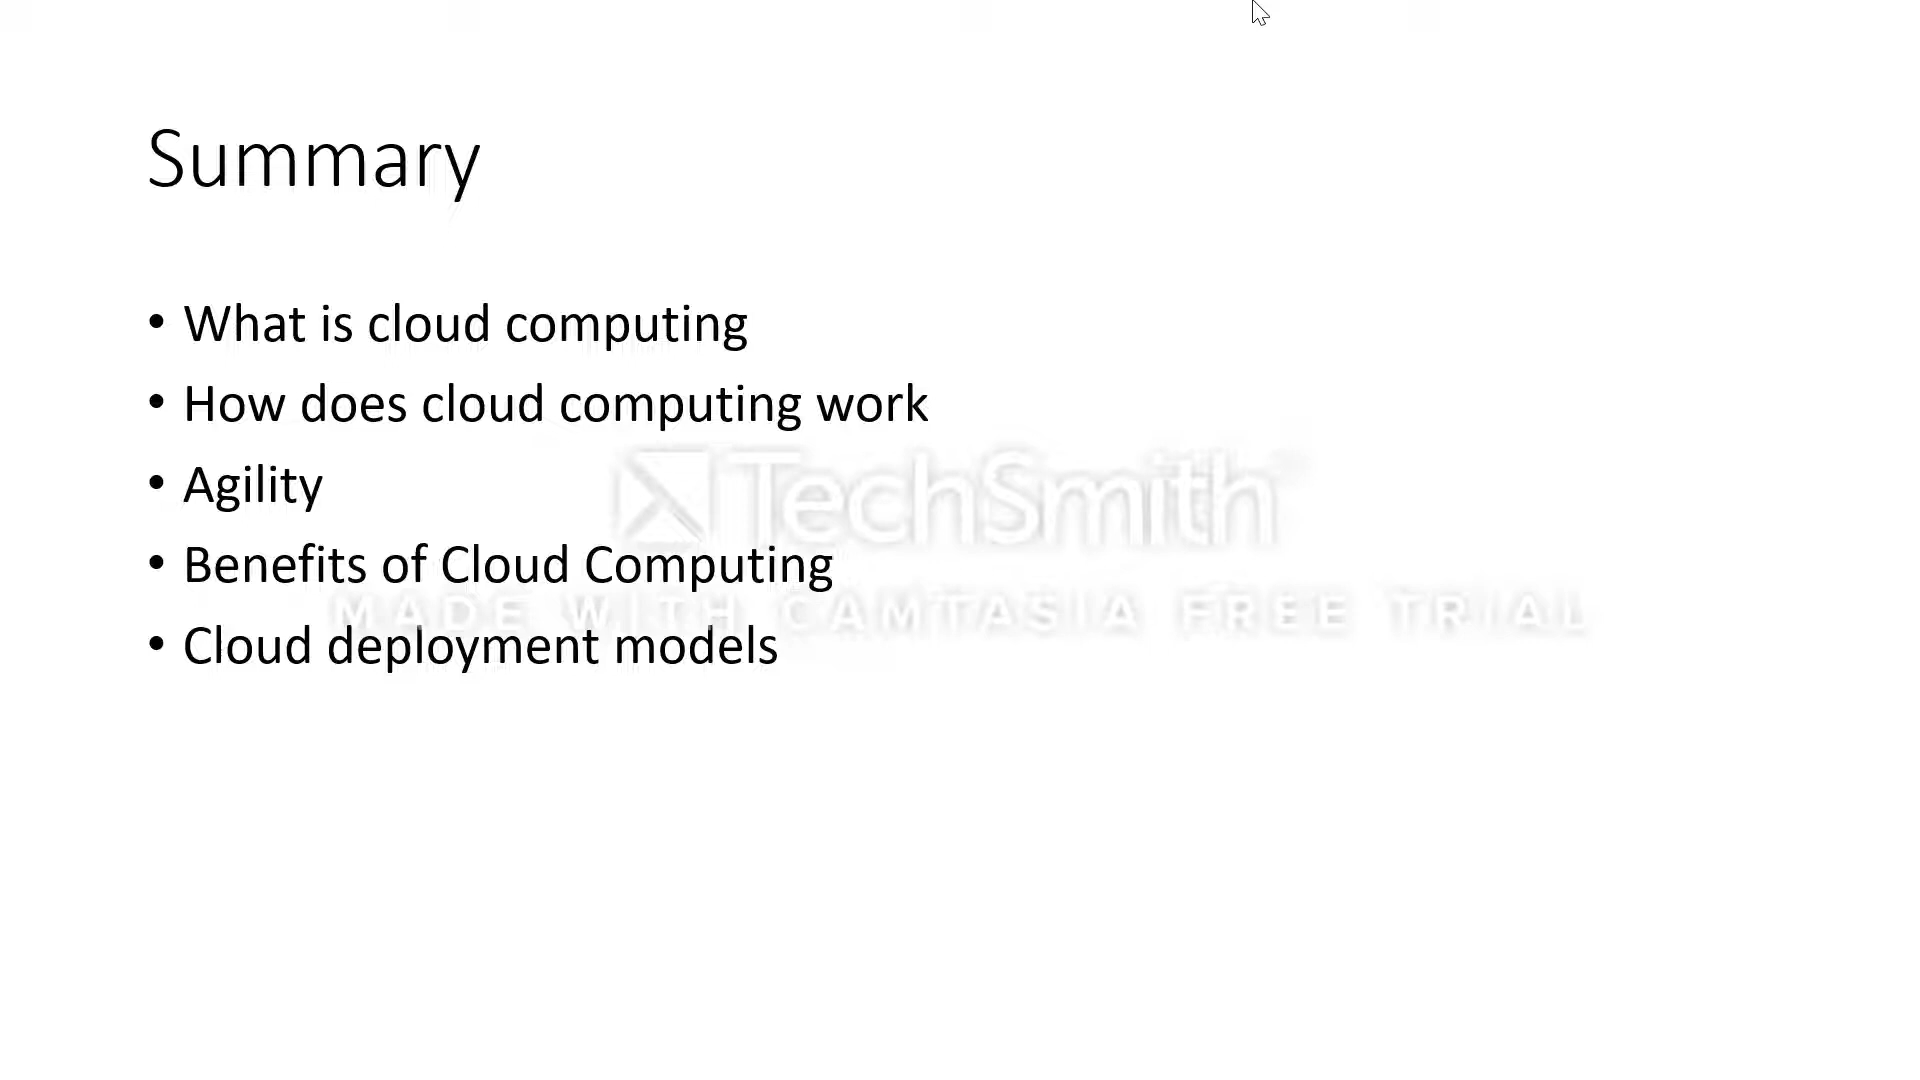 Summary
• What is cloud computing
• How does cloud computing work
• Agility
• Benefits of Cloud Computing
• Cloud deployment models
TechSmith
MADE WITH CAMTASIA FREE TRIAL